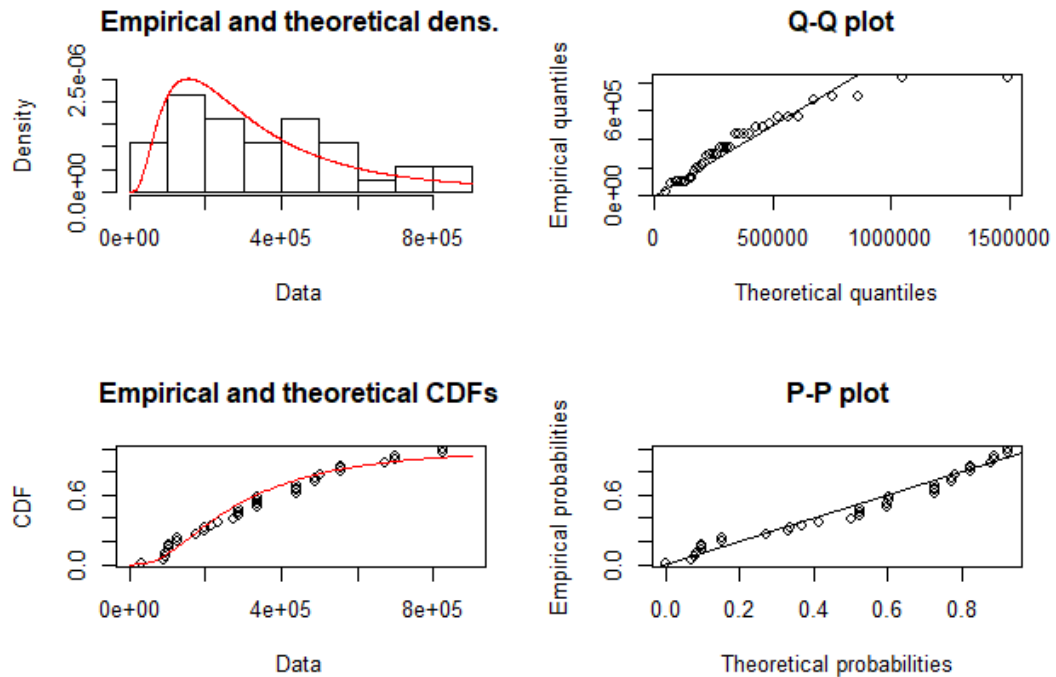 Empirical and theoretical dens.
Density
0.0e+00 2.5e-06
0e+00 4e+05 8e+05
Data
Q-Q plot
Empirical quantiles
0e+00 6e+05
0 500000 1000000 1500000
Theoretical quantiles
Empirical and theoretical CDFs
CDF
0.0 0.6
0e+00 4e+05 8e+05
Data
P-P plot
Empirical probabilities
0.0 0.6
0.0 0.2 0.4 0.6 0.8
Theoretical probabilities